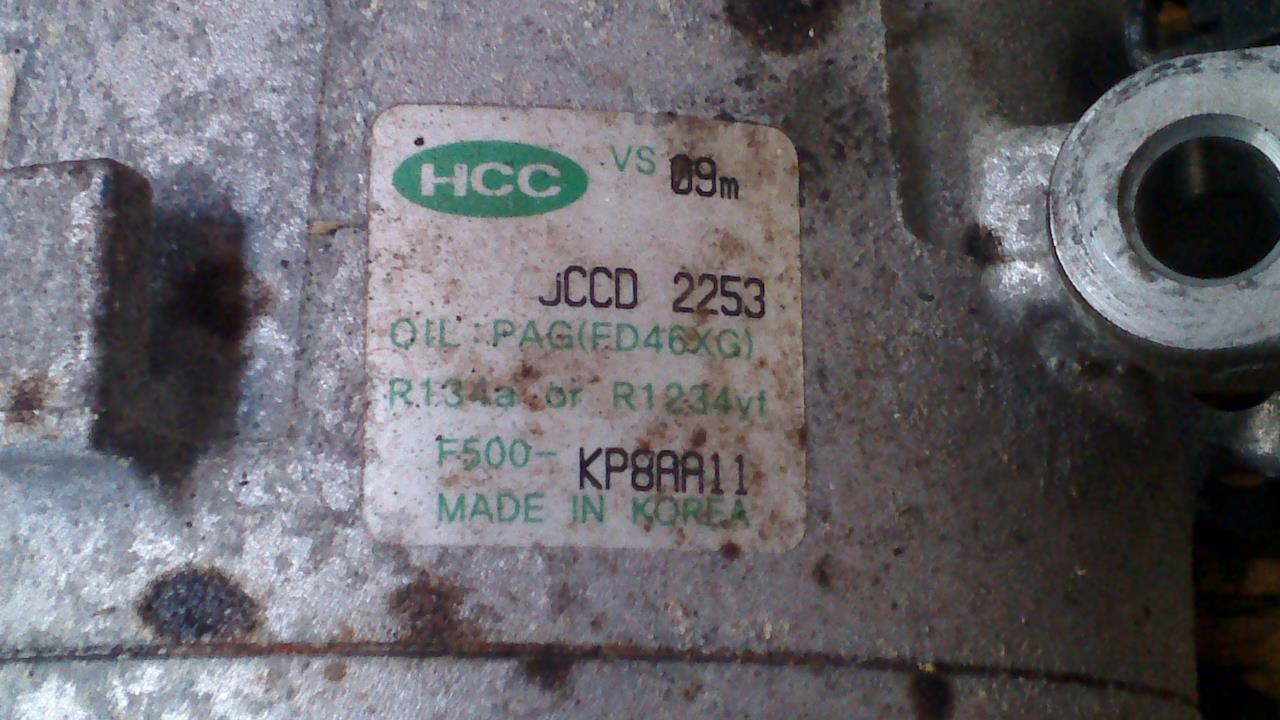 HCC VS 09m
JCCD 2253
OIL : PAG(FD46XG)
R134a or R1234yf
F500- KP8AA11
MADE IN KOREA